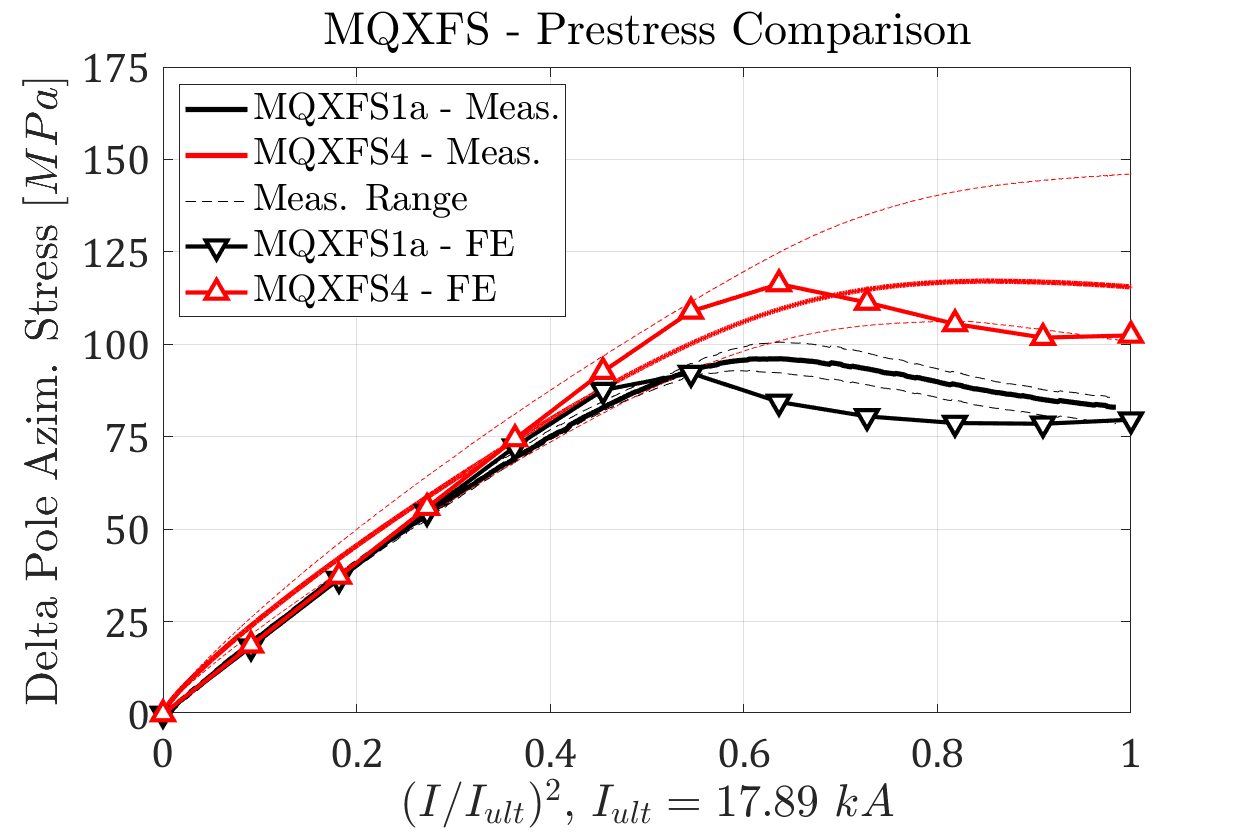 MQXFS - Prestress Comparison
Delta Pole Azim. Stress [MPa]
175
150
125
100
75
50
25
0
MQXFS1a - Meas.
MQXFS4 - Meas.
Meas. Range
MQXFS1a - FE
MQXFS4 - FE
0 0.2 0.4 0.6 0.8 1
(I/I_ult)², I_ult = 17.89 kA